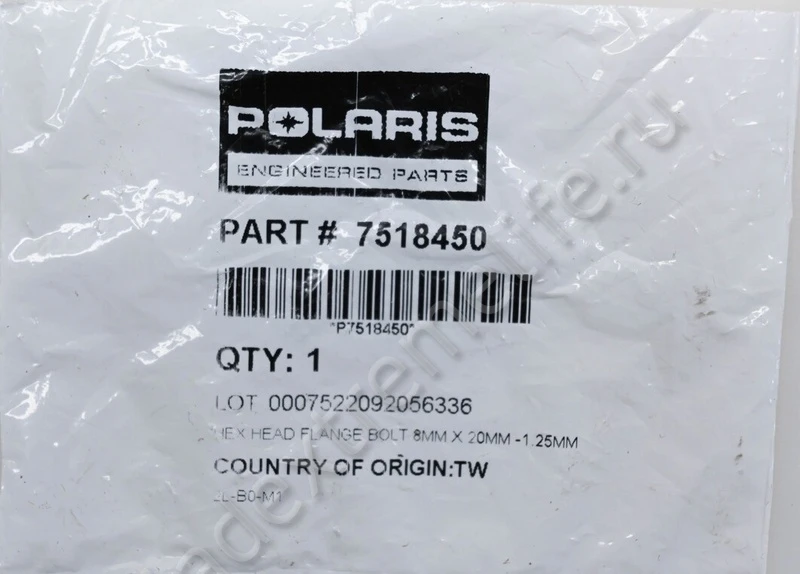 POLARIS
ENGINEERED PARTS
PART # 7518450
*P7518450*
QTY: 1
LOT 0007522092056336
HEX HEAD FLANGE BOLT 8MM X 20MM -1.25MM
COUNTRY OF ORIGIN:TW